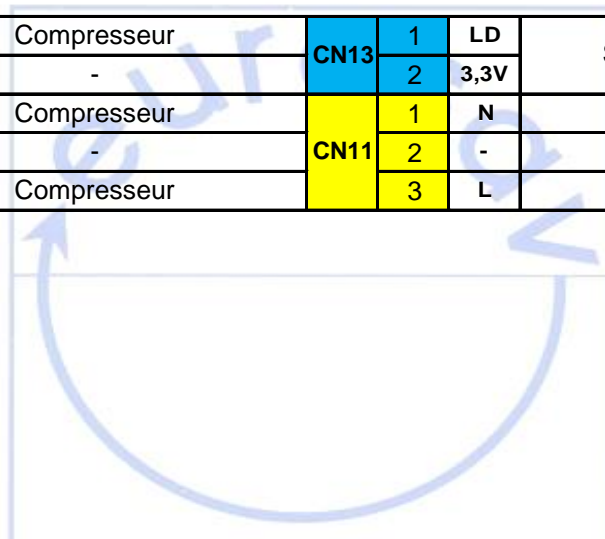 Compresseur CN13 1 LD
- 2 3,3V
Compresseur CN11 1 N
- 2 -
Compresseur 3 L